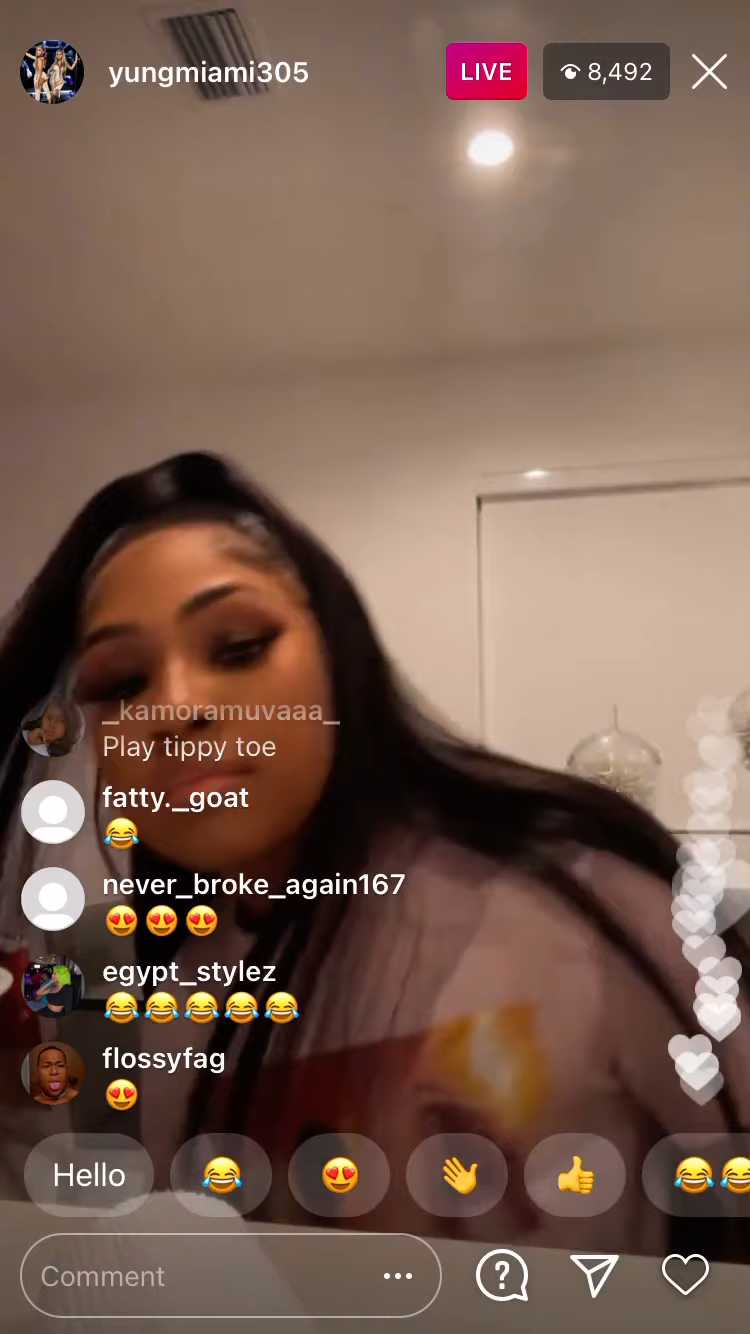 yungmiami305
LIVE
8,492
_kamoramuvaaa_
Play tippy toe
fatty._goat
😂
never_broke_again167
😍😍😍
egypt_stylez
😂😂😂😂😂
flossyfag
😍
Hello 😂 😍 👋 👍 😂😂
Comment